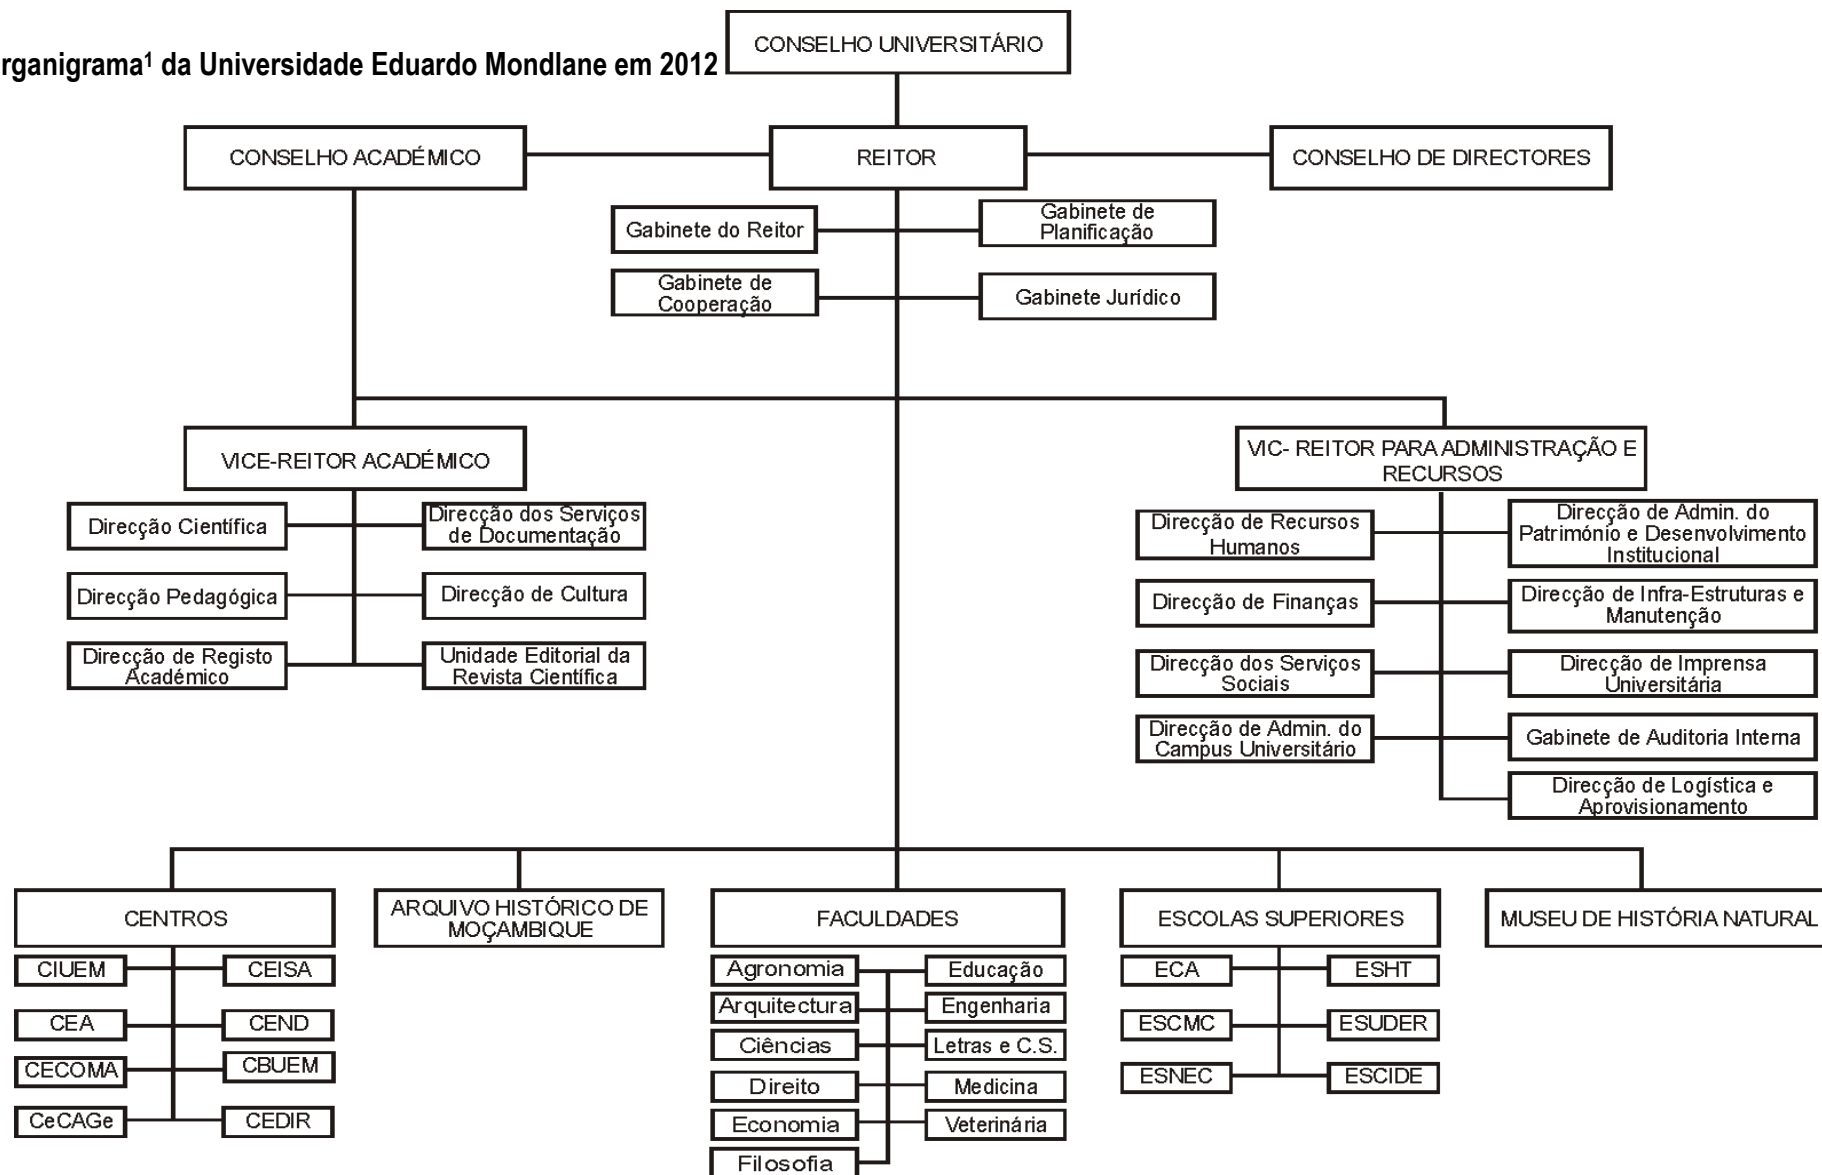 CONSELHO UNIVERSITÁRIO
rganigrama¹ da Universidade Eduardo Mondlane em 2012
CONSELHO ACADÉMICO
REITOR
CONSELHO DE DIRECTORES
Gabinete do Reitor
Gabinete de
Planificação
Gabinete de
Cooperação
Gabinete Jurídico
VICE-REITOR ACADÉMICO
VIC- REITOR PARA ADMINISTRAÇÃO E
RECURSOS
Direcção Científica
Direcção dos Serviços
de Documentação
Direcção Pedagógica
Direcção de Cultura
Direcção de Registo
Académico
Unidade Editorial da
Revista Científica
Direcção de Recursos
Humanos
Direcção de Admin. do
Património e Desenvolvimento
Institucional
Direcção de Finanças
Direcção de Infra-Estruturas e
Manutenção
Direcção dos Serviços
Sociais
Direcção de Imprensa
Universitária
Direcção de Admin. do
Campus Universitário
Gabinete de Auditoria Interna
Direcção de Logística e
Aprovisionamento
CENTROS
ARQUIVO HISTÓRICO DE
MOÇAMBIQUE
FACULDADES
ESCOLAS SUPERIORES
MUSEU DE HISTÓRIA NATURAL
CIUEM
CEISA
CEA
CEND
CECOMA
CBUEM
CeCAGe
CEDIR
Agronomia
Educação
Arquitectura
Engenharia
Ciências
Letras e C.S.
Direito
Medicina
Economia
Veterinária
Filosofia
ECA
ESHT
ESCMC
ESUDER
ESNEC
ESCIDE